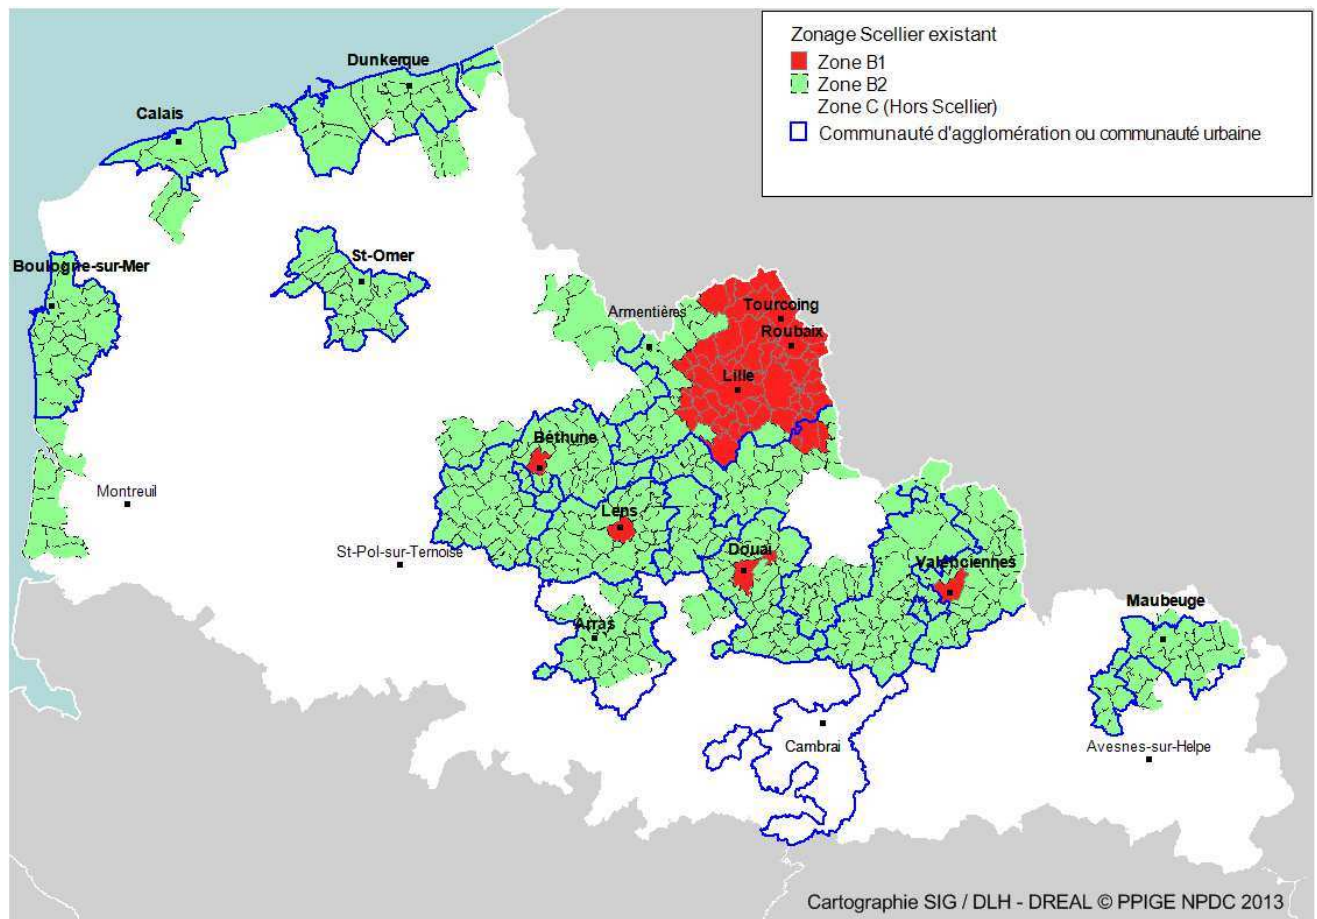 Zonage Scellier existant
Zone B1
Zone B2
Zone C (Hors Scellier)
Communauté d'agglomération ou communauté urbaine
Dunkerque
Calais
St-Omer
Boulogne-sur-Mer
Armentières
Tourcoing
Roubaix
Lille
Béthune
Montreuil
Lens
St-Pol-sur-Ternoise
Douai
Valenciennes
Maubeuge
Arras
Cambrai
Avesnes-sur-Helpe
Cartographie SIG / DLH - DREAL © PPIGE NPDC 2013